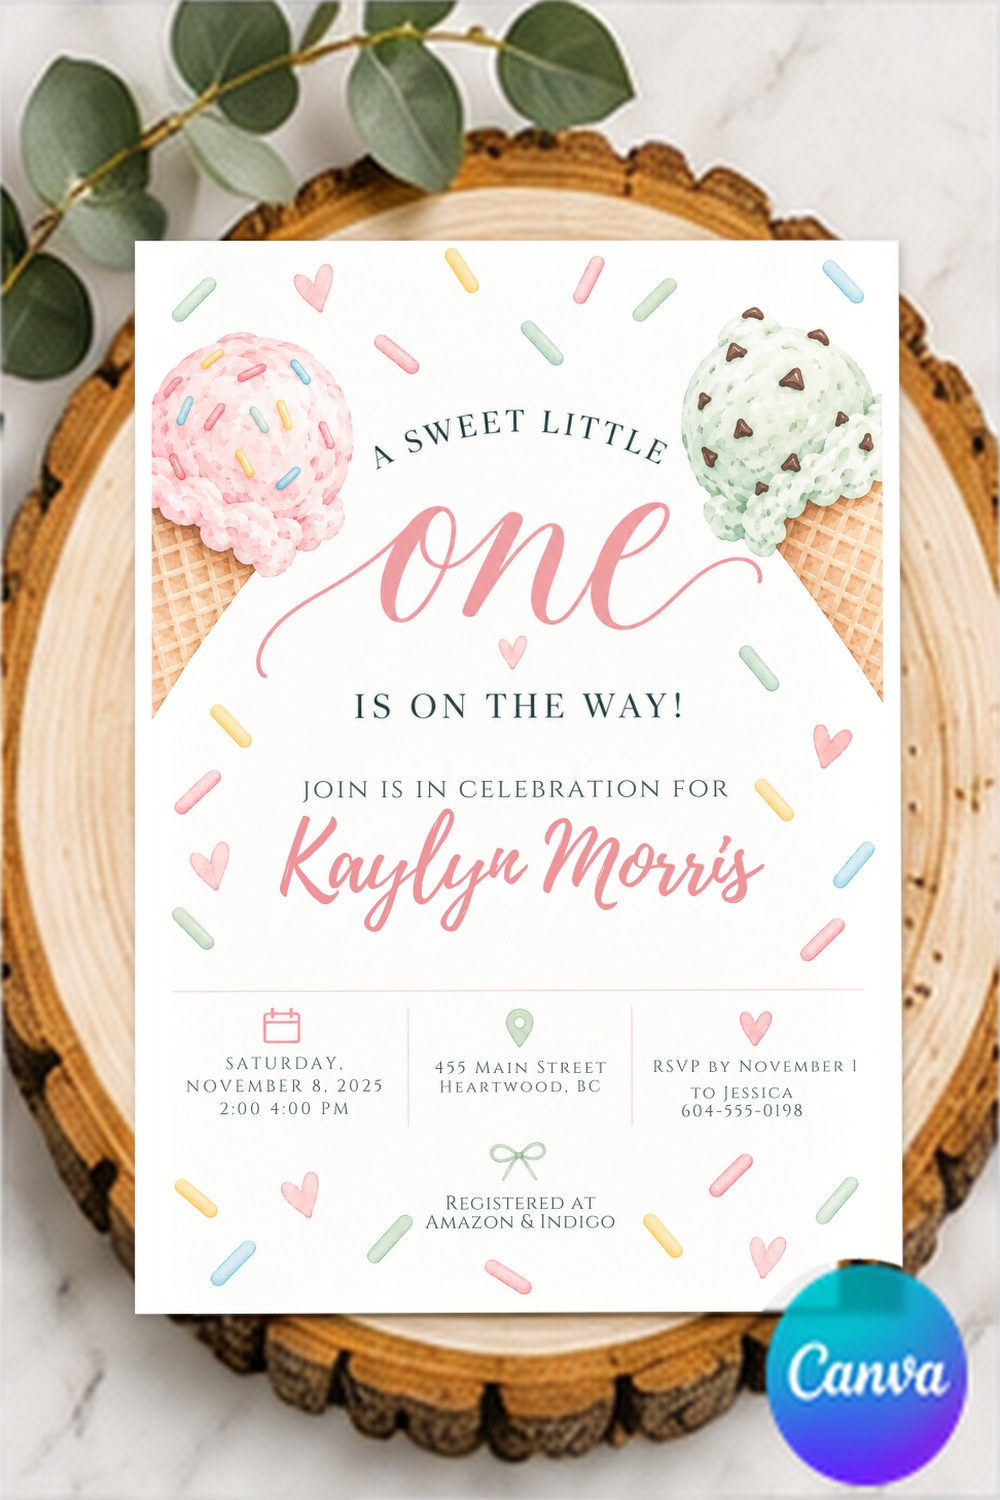 A SWEET LITTLE
one
IS ON THE WAY!
JOIN IS IN CELEBRATION FOR
Kaylyn Morris
SATURDAY,
NOVEMBER 8, 2025
2:00 4:00 PM
455 MAIN STREET
HEARTWOOD, BC
RSVP BY NOVEMBER 1
TO JESSICA
604-555-0198
REGISTERED AT
AMAZON & INDIGO
Canva